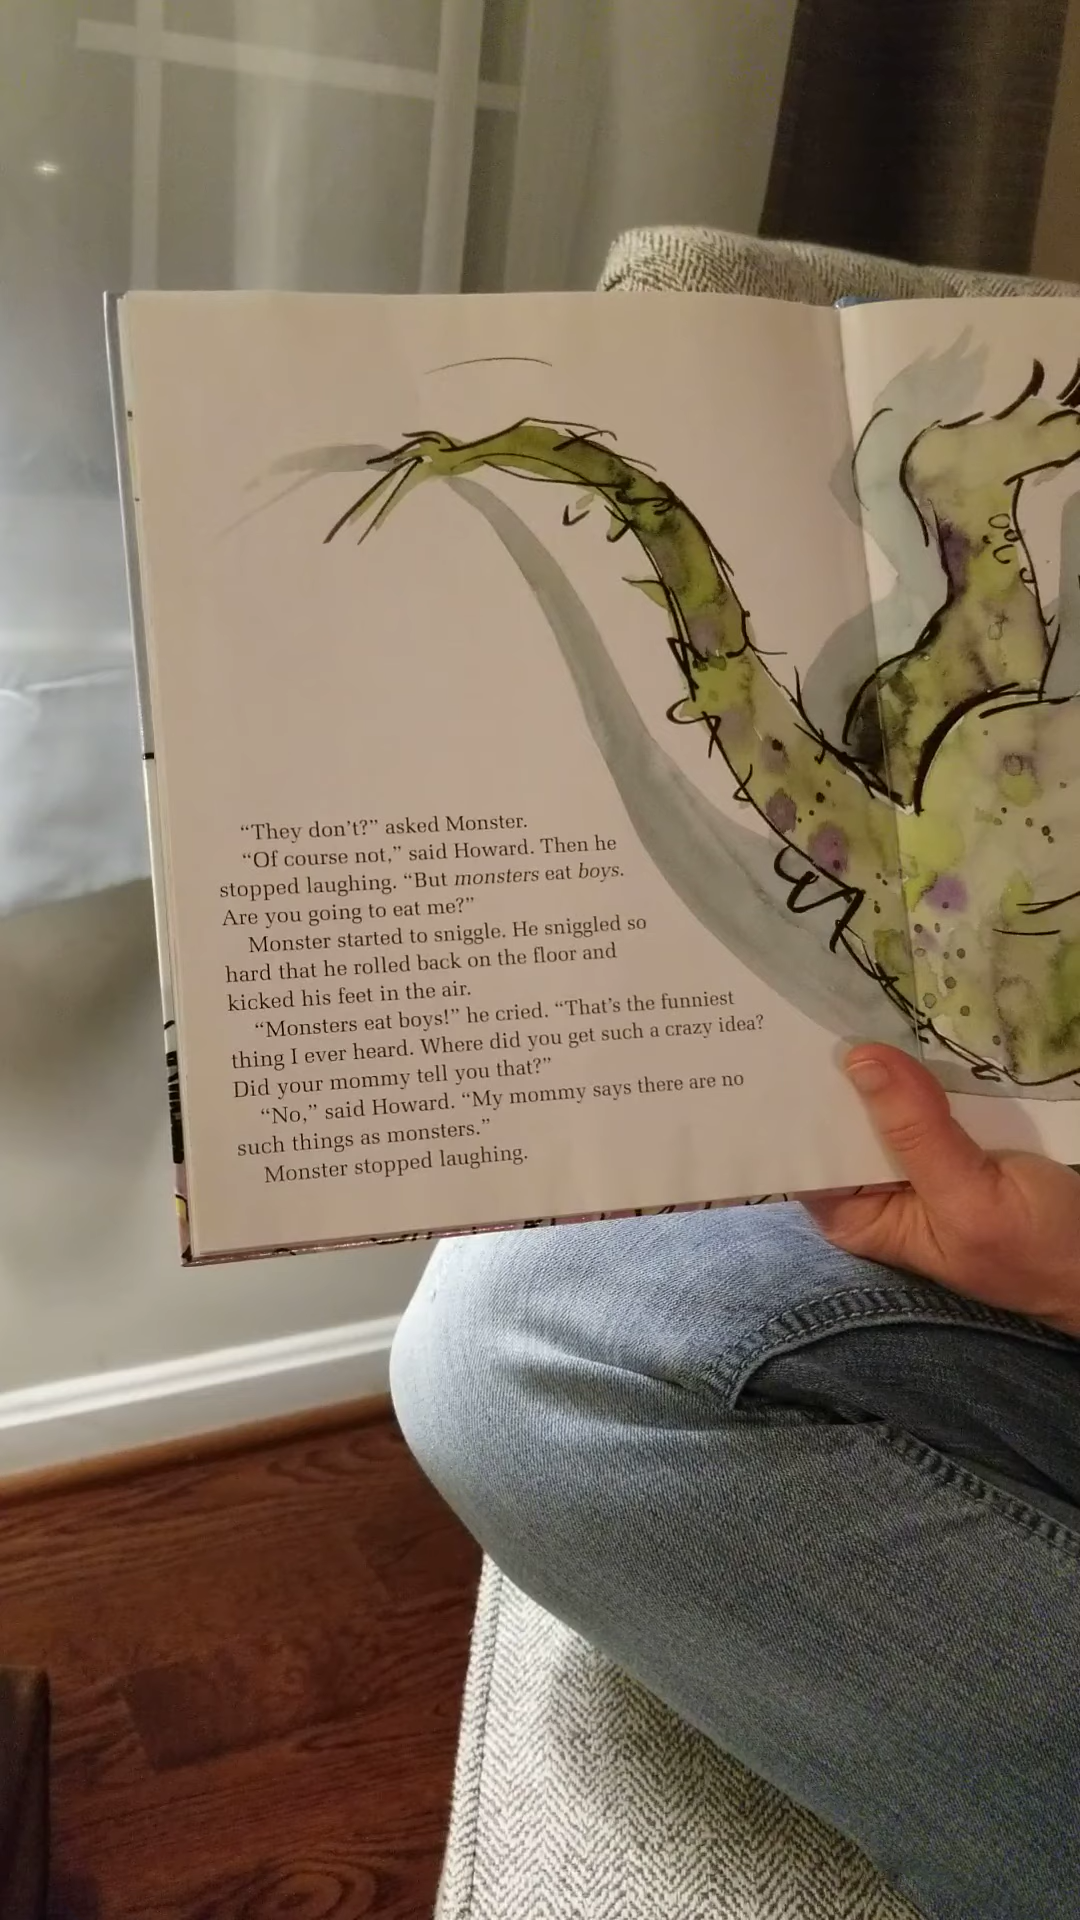 “They don’t?” asked Monster.
“Of course not,” said Howard. Then he
stopped laughing. “But monsters eat boys.
Are you going to eat me?”
Monster started to sniggle. He sniggled so
hard that he rolled back on the floor and
kicked his feet in the air.
“Monsters eat boys!” he cried. “That’s the funniest
thing I ever heard. Where did you get such a crazy idea?
Did your mommy tell you that?”
“No,” said Howard. “My mommy says there are no
such things as monsters.”
Monster stopped laughing.